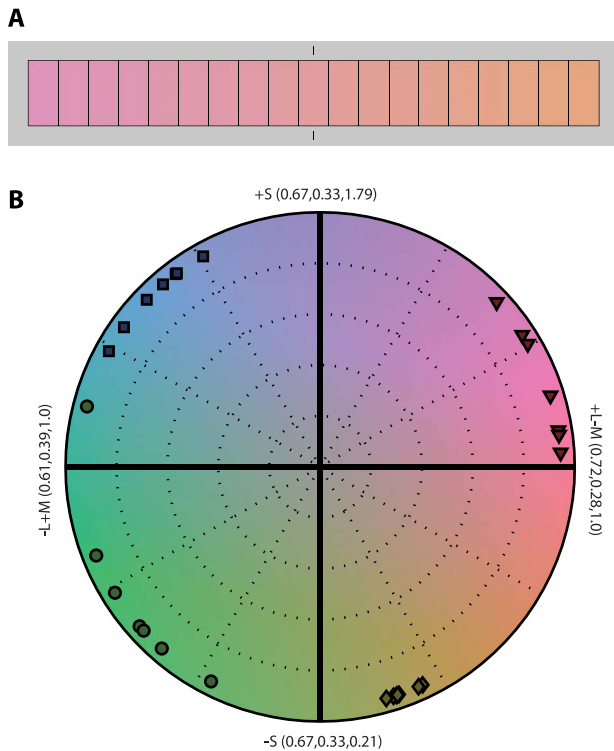 A
B
+S (0.67,0.33,1.79)
-L+M (0.61,0.39,1.0)
+L-M (0.72,0.28,1.0)
-S (0.67,0.33,0.21)